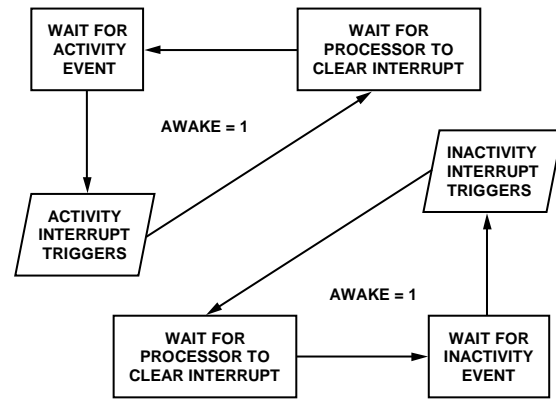 WAIT FOR
ACTIVITY
EVENT
WAIT FOR
PROCESSOR TO
CLEAR INTERRUPT
AWAKE = 1
ACTIVITY
INTERRUPT
TRIGGERS
INACTIVITY
INTERRUPT
TRIGGERS
AWAKE = 1
WAIT FOR
PROCESSOR TO
CLEAR INTERRUPT
WAIT FOR
INACTIVITY
EVENT